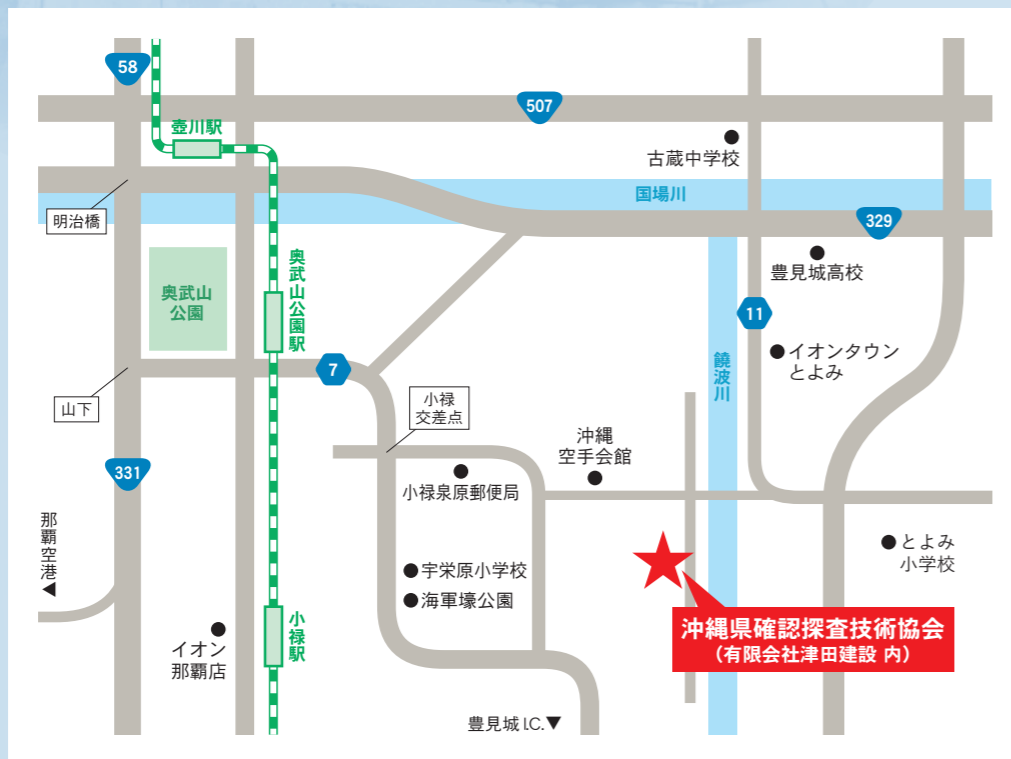 58
507
壺川駅
古蔵中学校
国場川
明治橋
329
豊見城高校
奥武山
公園
奥武山公園駅
11
7
イオンタウン
とよみ
饒波川
山下
小禄
交差点
沖縄
空手会館
331
小禄泉原郵便局
那覇空港
とよみ
小学校
宇栄原小学校
海軍壕公園
小禄駅
イオン
那覇店
沖縄県確認探査技術協会
(有限会社津田建設 内)
豊見城 I.C.▼